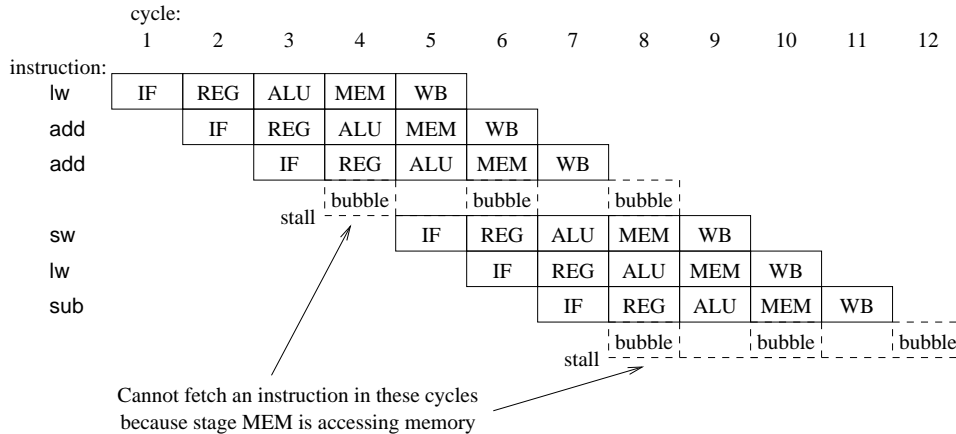 cycle:
1 2 3 4 5 6 7 8 9 10 11 12
instruction:
lw IF REG ALU MEM WB
add IF REG ALU MEM WB
add IF REG ALU MEM WB
bubble bubble bubble
stall
sw IF REG ALU MEM WB
lw IF REG ALU MEM WB
sub IF REG ALU MEM WB
bubble bubble bubble
stall
Cannot fetch an instruction in these cycles
because stage MEM is accessing memory